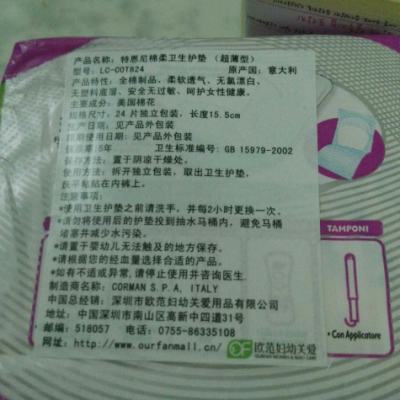 产品名称：特恩尼棉柔卫生护垫 （超薄型）
型号：LC-COT824 原产国：意大利
产品特性：全棉制品、柔软透气、无氯漂白、
无塑料底层、安全无过敏、呵护女性健康。
主要成分：美国棉花
规格尺寸：24片独立包装，长度15.5cm
生产日期：见产品外包装
限期使用日期：见产品外包装
保质期：5年 卫生标准编号：GB 15979-2002
保存方法：置于阴凉干燥处。
使用方法：拆开独立包装，取出卫生护垫，
平粘贴在内裤上。
注意事项：
*使用卫生护垫之前请洗手，并每2小时更换一次。
*请勿将使用后的护垫投到抽水马桶内，避免马桶
堵塞并减少水污染。
*请置于婴幼儿无法触及的地方保存。
*请根据您的经血量选择合适的产品。
*如有不适或异常，请停止使用并咨询医生.
制造商名称：CORMAN S.P.A. ITALY
中国总经销：深圳市欧范妇幼关爱用品有限公司
地址：中国深圳市南山区高新中四道31号
邮编：518057 电话：0755-86335108
网址：http://www.ourfanmall.cn/
OF 欧范妇幼关爱
TAMPONI
• Con Applicatore